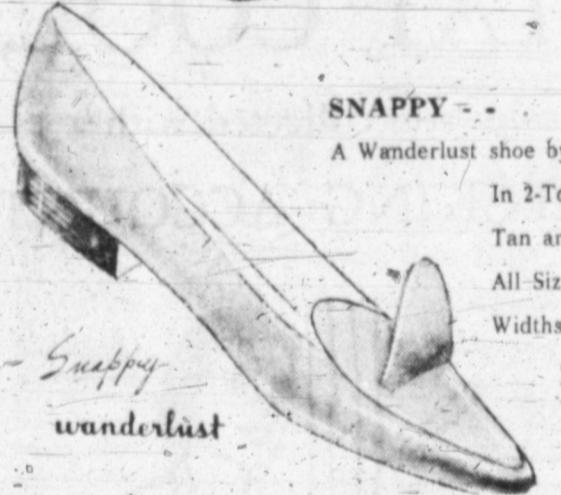 SNAPPY - -
A Wanderlust shoe by
In 2-To
Tan an
All Siz
Widths
Snappy
wanderlust